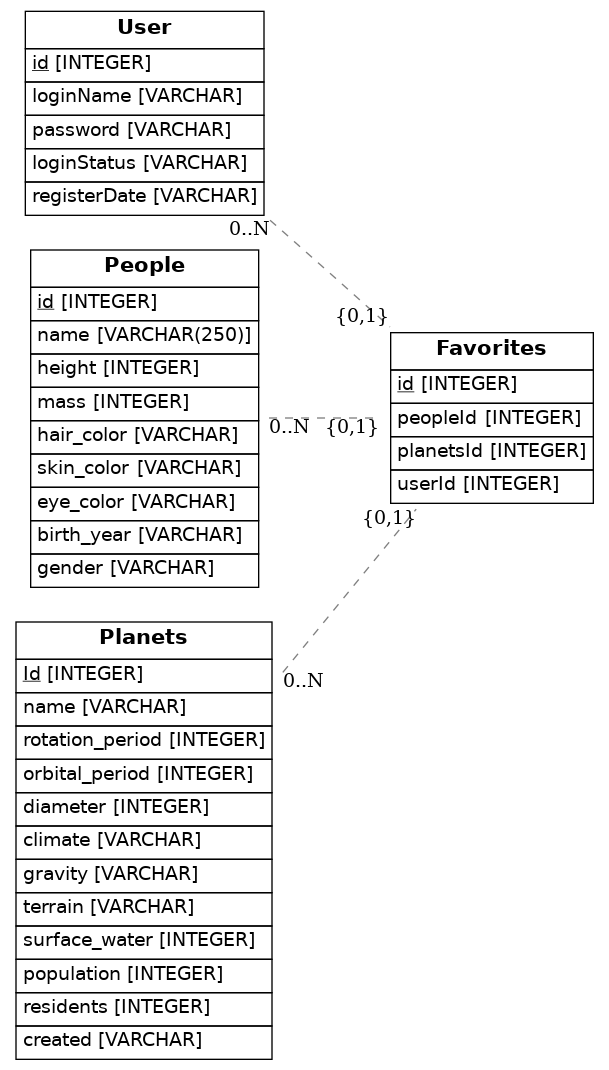 User
id [INTEGER]
loginName [VARCHAR]
password [VARCHAR]
loginStatus [VARCHAR]
registerDate [VARCHAR]
0..N
{0,1}
People
id [INTEGER]
name [VARCHAR(250)]
height [INTEGER]
mass [INTEGER]
hair_color [VARCHAR]
skin_color [VARCHAR]
eye_color [VARCHAR]
birth_year [VARCHAR]
gender [VARCHAR]
0..N {0,1}
Favorites
id [INTEGER]
peopleId [INTEGER]
planetsId [INTEGER]
userId [INTEGER]
{0,1}
0..N
Planets
Id [INTEGER]
name [VARCHAR]
rotation_period [INTEGER]
orbital_period [INTEGER]
diameter [INTEGER]
climate [VARCHAR]
gravity [VARCHAR]
terrain [VARCHAR]
surface_water [INTEGER]
population [INTEGER]
residents [INTEGER]
created [VARCHAR]